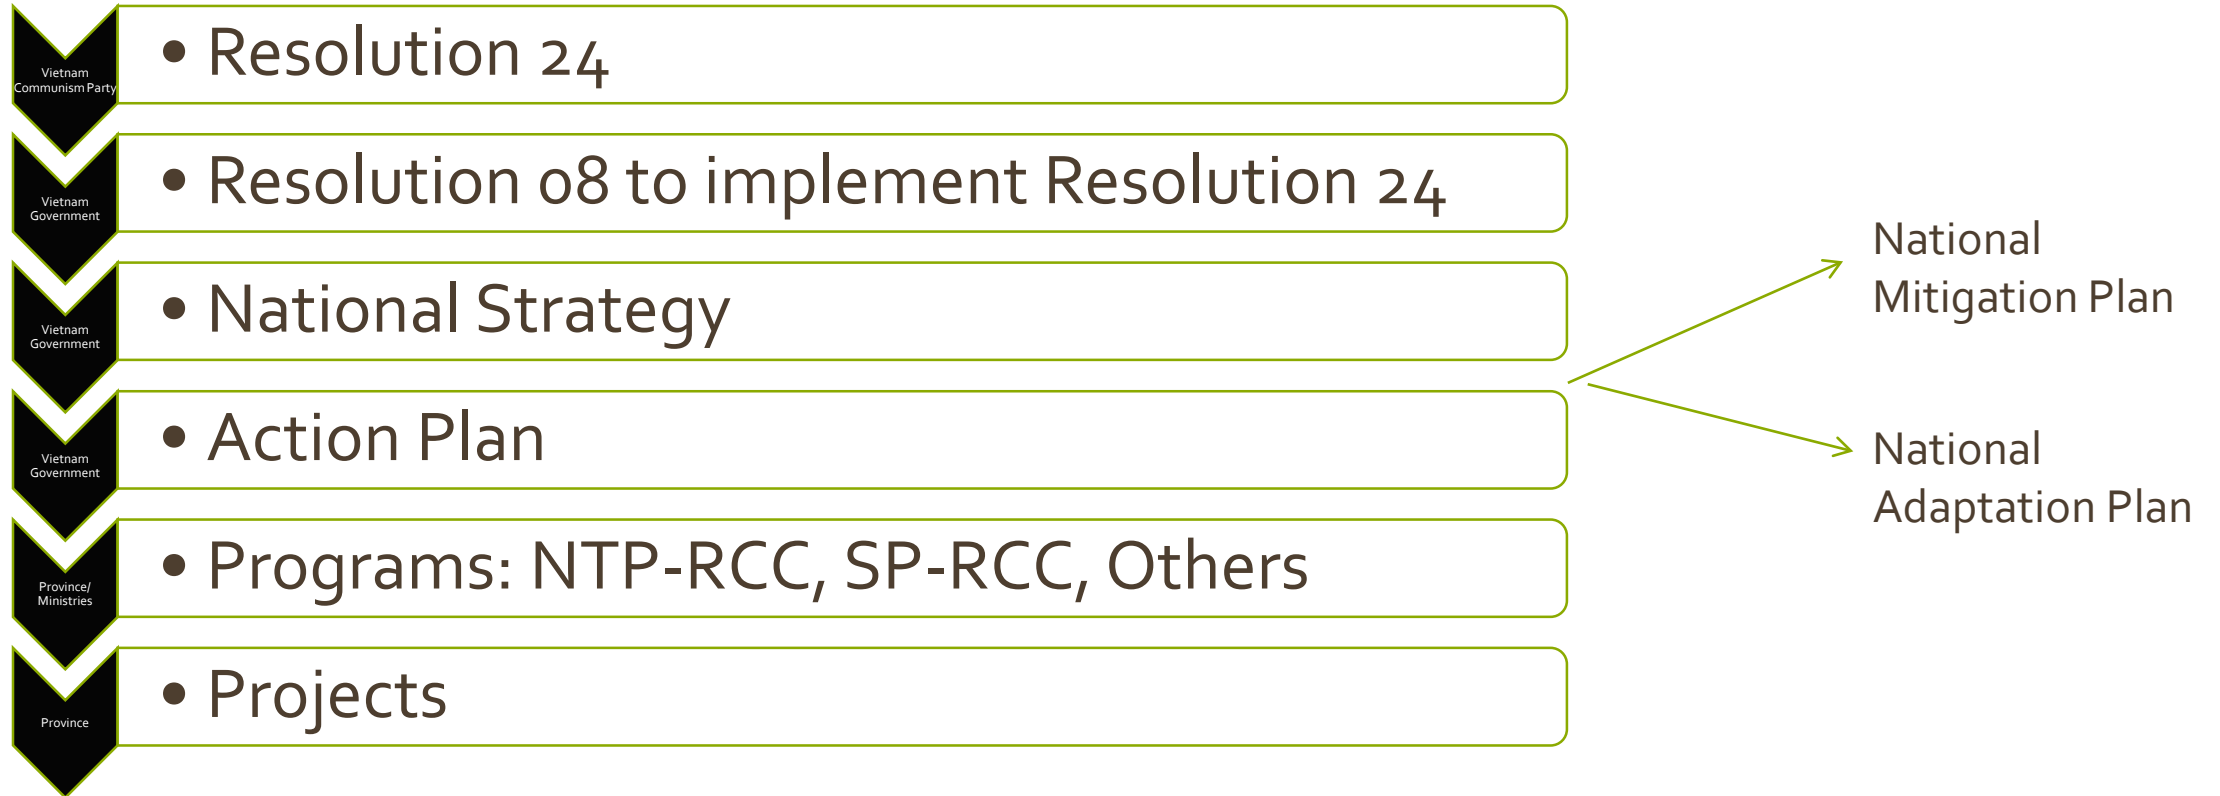 Vietnam
Communism Party
• Resolution 24
Vietnam
Government
• Resolution 08 to implement Resolution 24
Vietnam
Government
• National Strategy
Vietnam
Government
• Action Plan
Province/
Ministries
• Programs: NTP-RCC, SP-RCC, Others
Province
• Projects
National
Mitigation Plan
National
Adaptation Plan